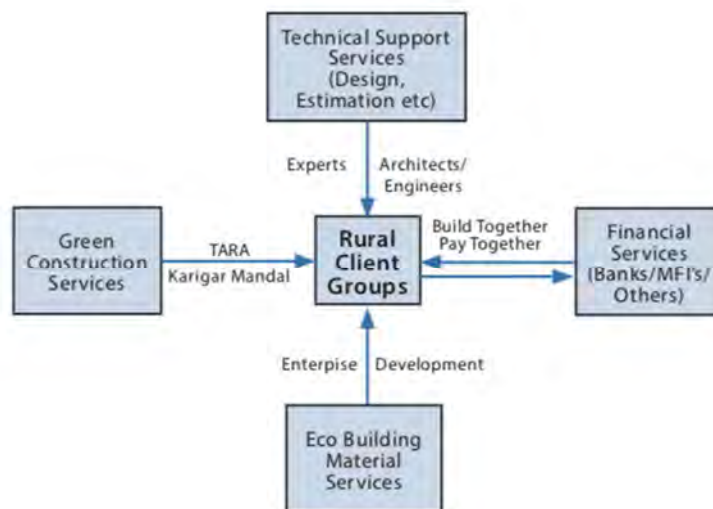 Technical Support
Services
(Design,
Estimation etc)
Experts
Architects/
Engineers
Green
Construction
Services
TARA
Karigar Mandal
Rural
Client
Groups
Build Together
Pay Together
Financial
Services
(Banks/MFI's/
Others)
Enterpise
Development
Eco Building
Material
Services